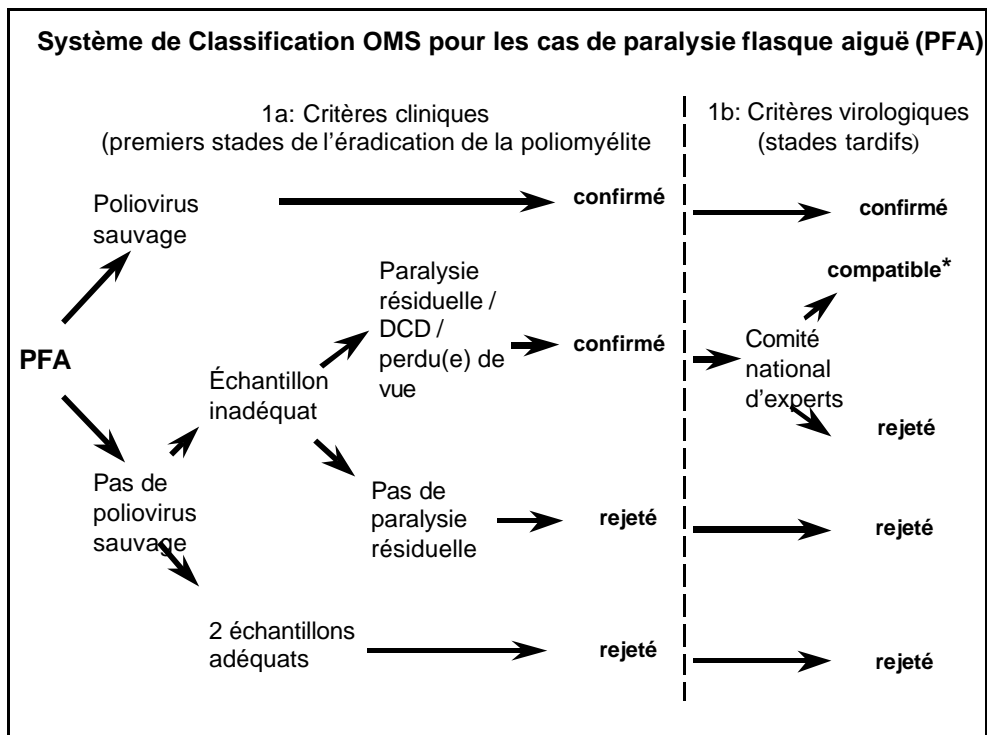 Système de Classification OMS pour les cas de paralysie flasque aiguë (PFA)
1a: Critères cliniques
(premiers stades de l'éradication de la poliomyélite
1b: Critères virologiques
(stades tardifs)
Poliovirus
sauvage
confirmé
confirmé
Paralysie
résiduelle /
DCD /
perdu(e) de
vue
confirmé
compatible*
Comité
national
d'experts
rejeté
PFA
Échantillon
inadéquat
Pas de
poliovirus
sauvage
Pas de
paralysie
résiduelle
rejeté
rejeté
2 échantillons
adéquats
rejeté
rejeté